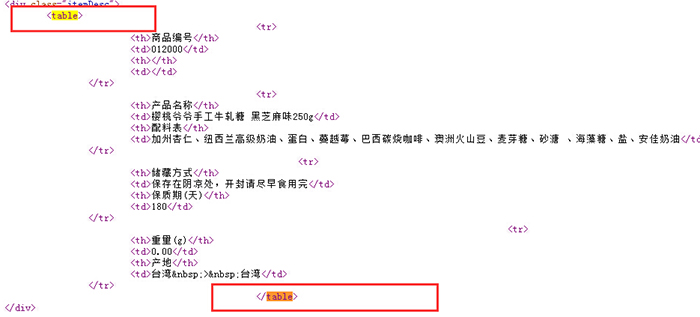 <div class="itemDesc">
<table>
<tr>
<th>商品编号</th>
<td>012000</td>
<th></th>
<td></td>
</tr>
<tr>
<th>产品名称</th>
<td>樱桃爷爷手工牛轧糖 黑芝麻味250g</td>
<th>配料表</th>
<td>加州杏仁、纽西兰高级奶油、蛋白、蔓越莓、巴西碳烧咖啡、澳洲火山豆、麦芽糖、砂溏 、海藻糖、盐、安佳奶油</td
</tr>
<tr>
<th>储藏方式</th>
<td>保存在阴凉处，开封请尽早食用完</td>
<th>保质期(天)</th>
<td>180</td>
</tr>
<tr>
<th>重量(g)</th>
<td>0.00</td>
<th>产地</th>
<td>台湾&nbsp;>&nbsp;台湾</td>
</tr>
</table>
</div>